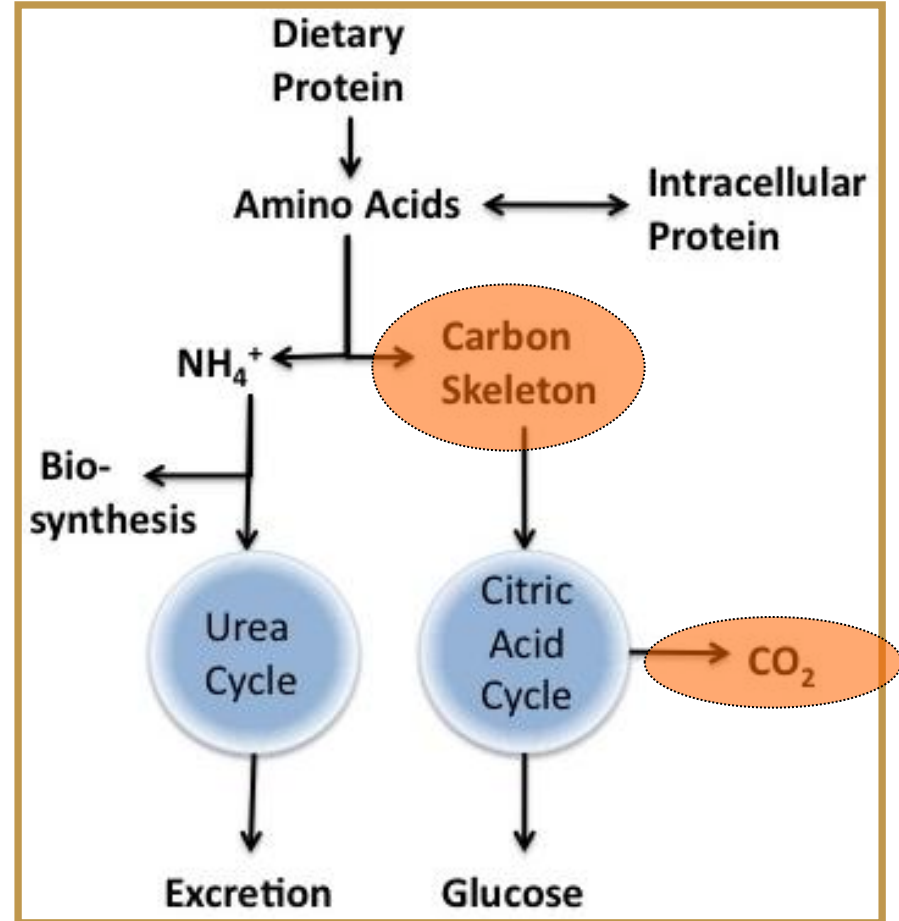 Dietary
Protein
Amino Acids
Intracellular
Protein
NH₄⁺
Carbon
Skeleton
Bio-
synthesis
Urea
Cycle
Citric
Acid
Cycle
CO₂
Excretion
Glucose